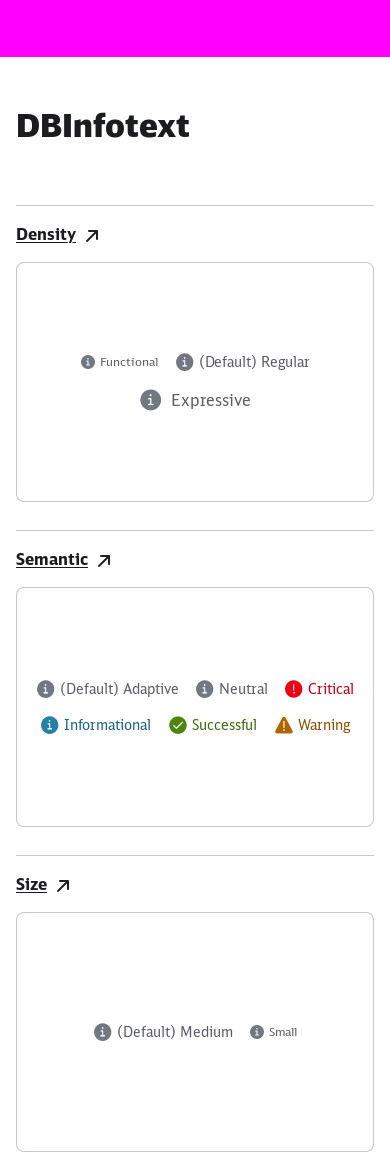 DBInfotext
Density
Functional (Default) Regular
Expressive
Semantic
(Default) Adaptive Neutral Critical
Informational Successful Warning
Size
(Default) Medium Small